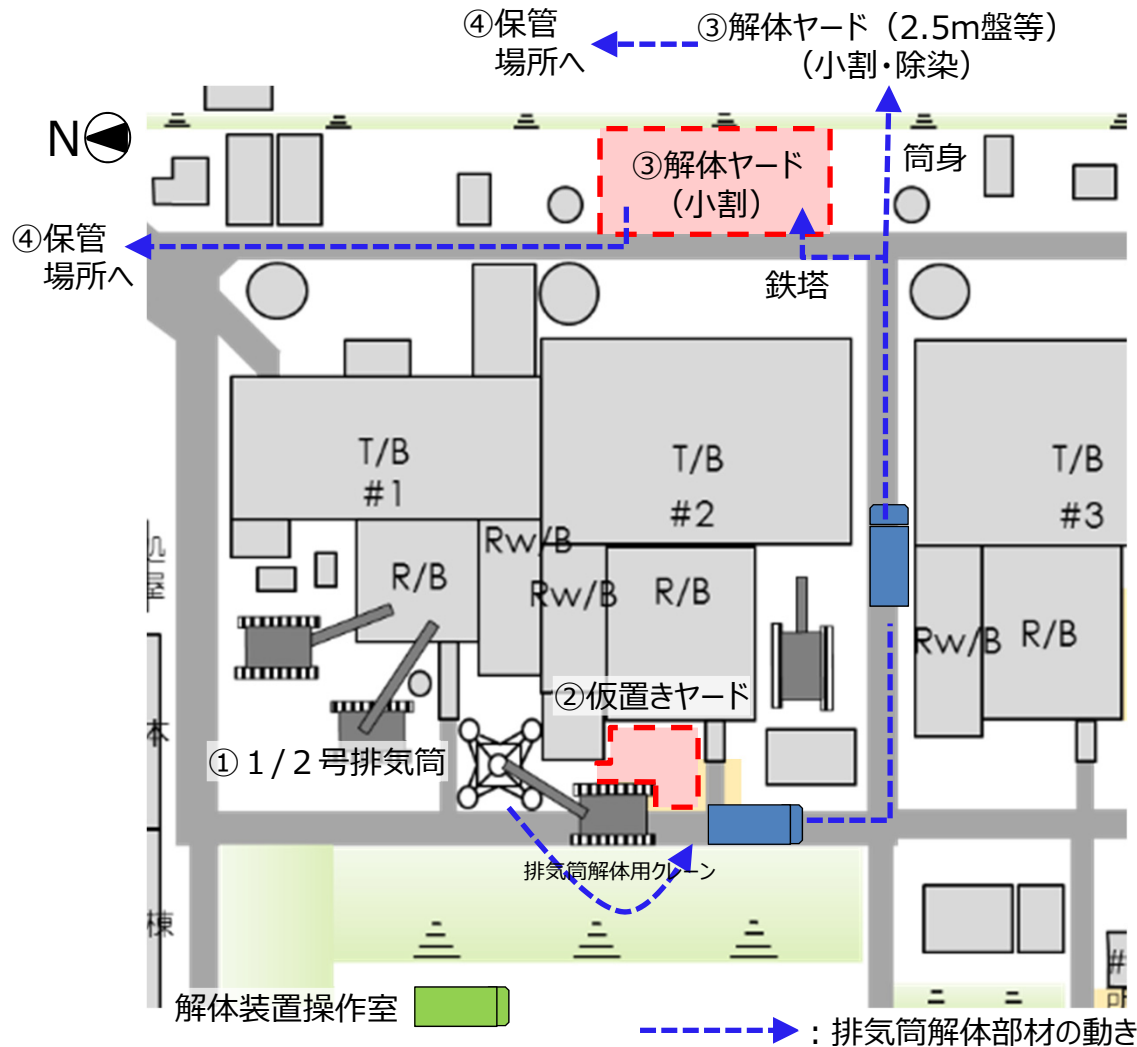 ④保管
場所へ
③解体ヤード（2.5m盤等）
（小割・除染）
N
③解体ヤード
（小割）
筒身
④保管
場所へ
鉄塔
T/B
#1
T/B
#2
T/B
#3
Rw/B
R/B
Rw/B
R/B
Rw/B
R/B
②仮置きヤード
本
①１/２号排気筒
排気筒解体用クレーン
棟
#
解体装置操作室
：排気筒解体部材の動き